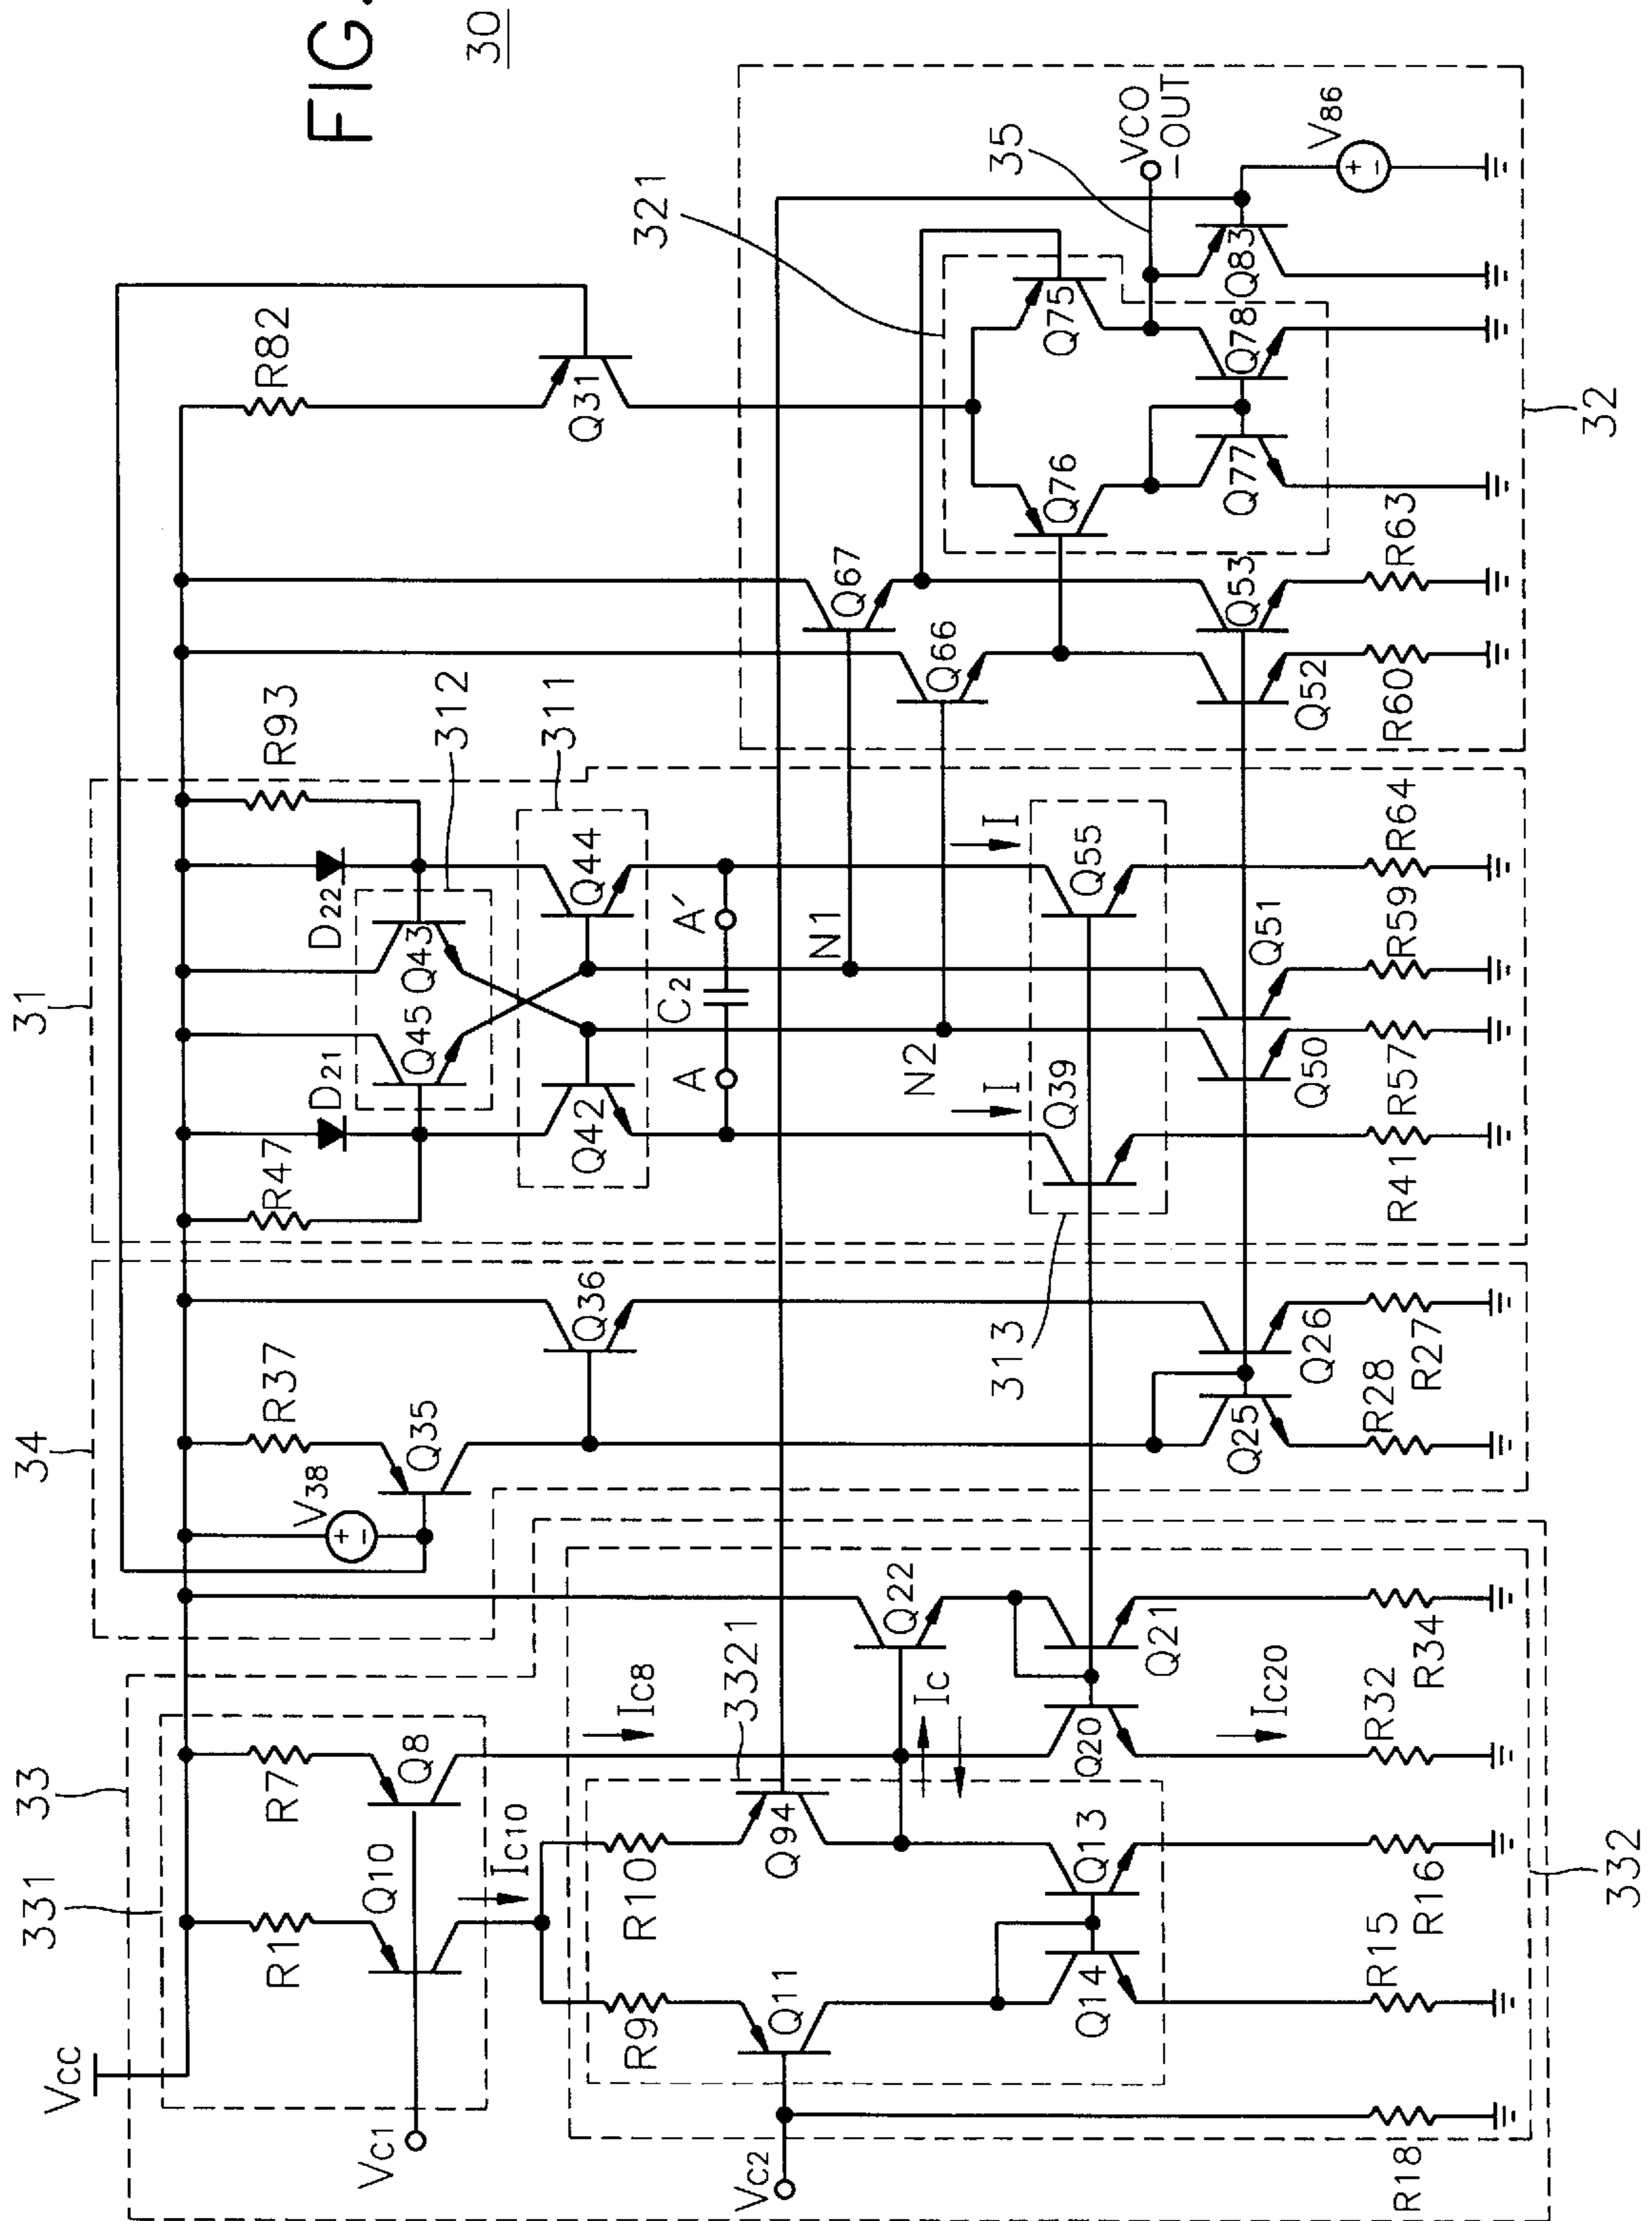 FIG.
30
Vcc
33
331
34
31
R1
R7
Q10
Q8
VC1
IC10
IC8
V38
R37
Q35
Q36
R47
D21
D22
R93
Q45
Q43
312
311
Q42
Q44
A
C2
A′
N1
N2
R82
Q31
R9
R10
3321
Q11
Q94
VC2
Q22
Ic
Q14
Q13
Q20
Q21
IC20
R18
R15
R16
R32
R34
332
313
Q25
Q26
R28
R27
I
I
Q39
Q55
Q50
Q51
R41
R57
R59
R64
Q66
Q67
Q52
Q53
R60
R63
321
Q76
Q75
Q77
Q78
Q83
35
VCO
-OUT
V86
32